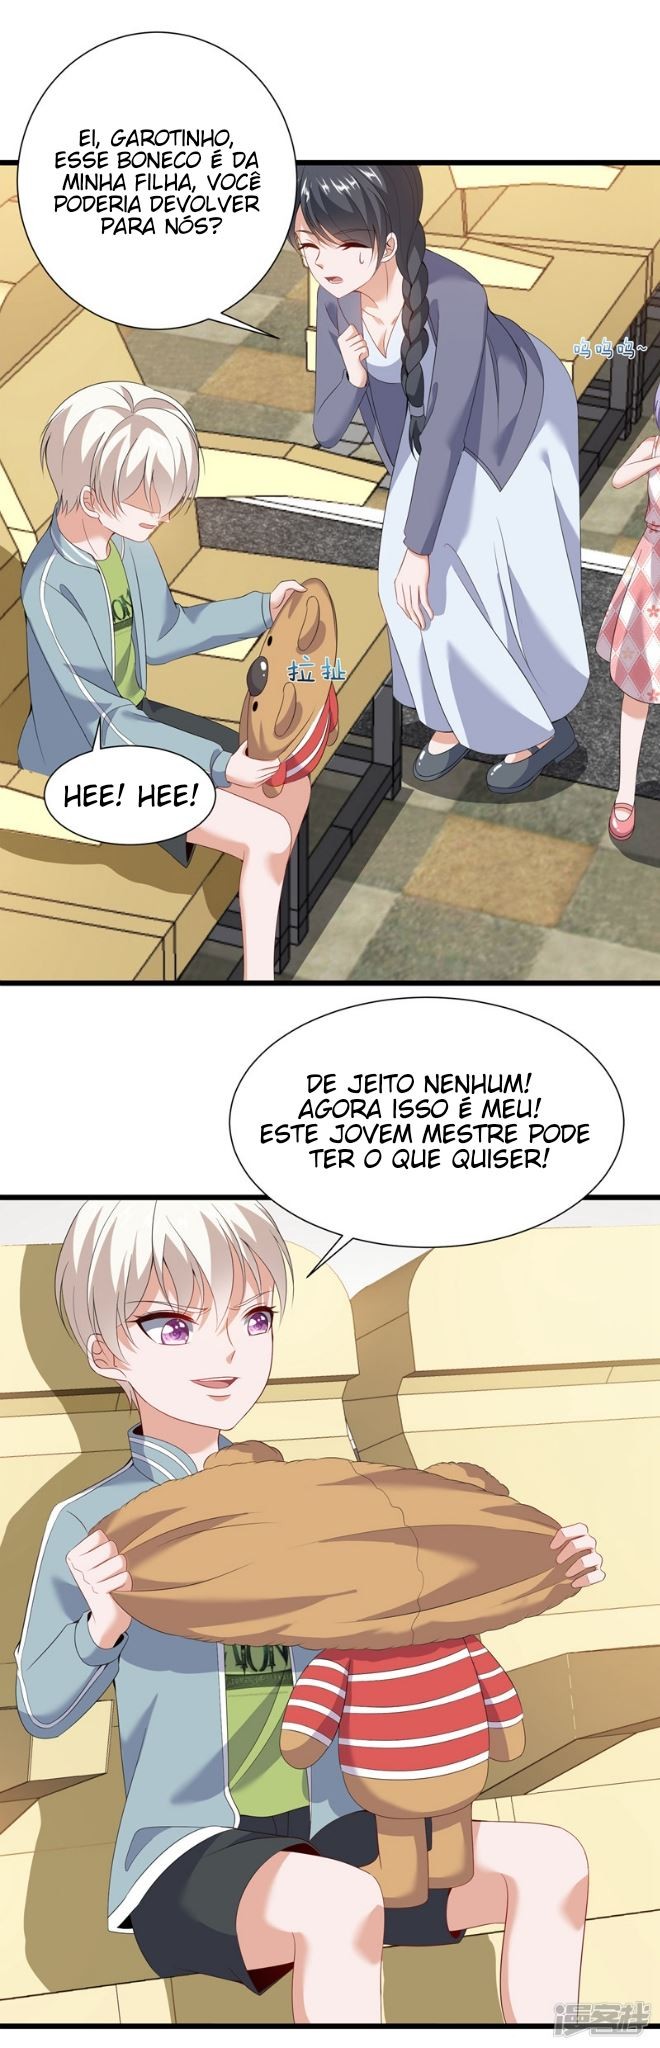 EI, GAROTINHO,
ESSE BONECO É DA
MINHA FILHA, VOCÊ
PODERIA DEVOLVER
PARA NÓS?
呜呜呜~
拉扯
HEE! HEE!
DE JEITO NENHUM!
AGORA ISSO É MEU!
ESTE JOVEM MESTRE PODE
TER O QUE QUISER!
漫客栈